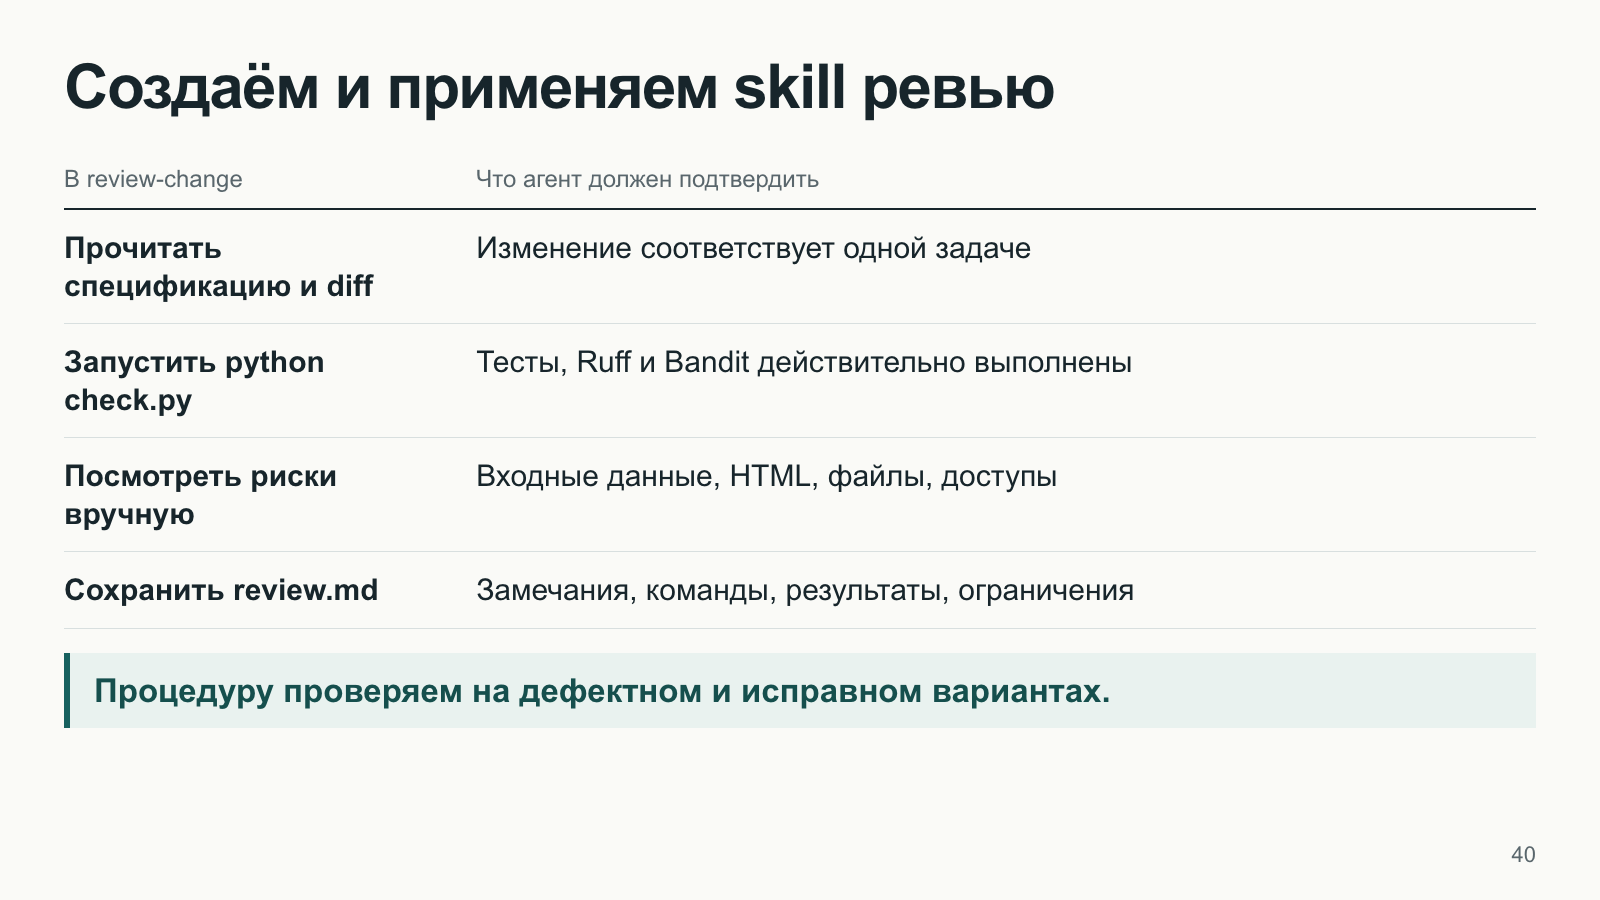 Создаём и применяем skill ревью
В review-change
Что агент должен подтвердить
Прочитать
спецификацию и diff
Изменение соответствует одной задаче
Запустить python
check.py
Тесты, Ruff и Bandit действительно выполнены
Посмотреть риски
вручную
Входные данные, HTML, файлы, доступы
Сохранить review.md
Замечания, команды, результаты, ограничения
Процедуру проверяем на дефектном и исправном вариантах.
40